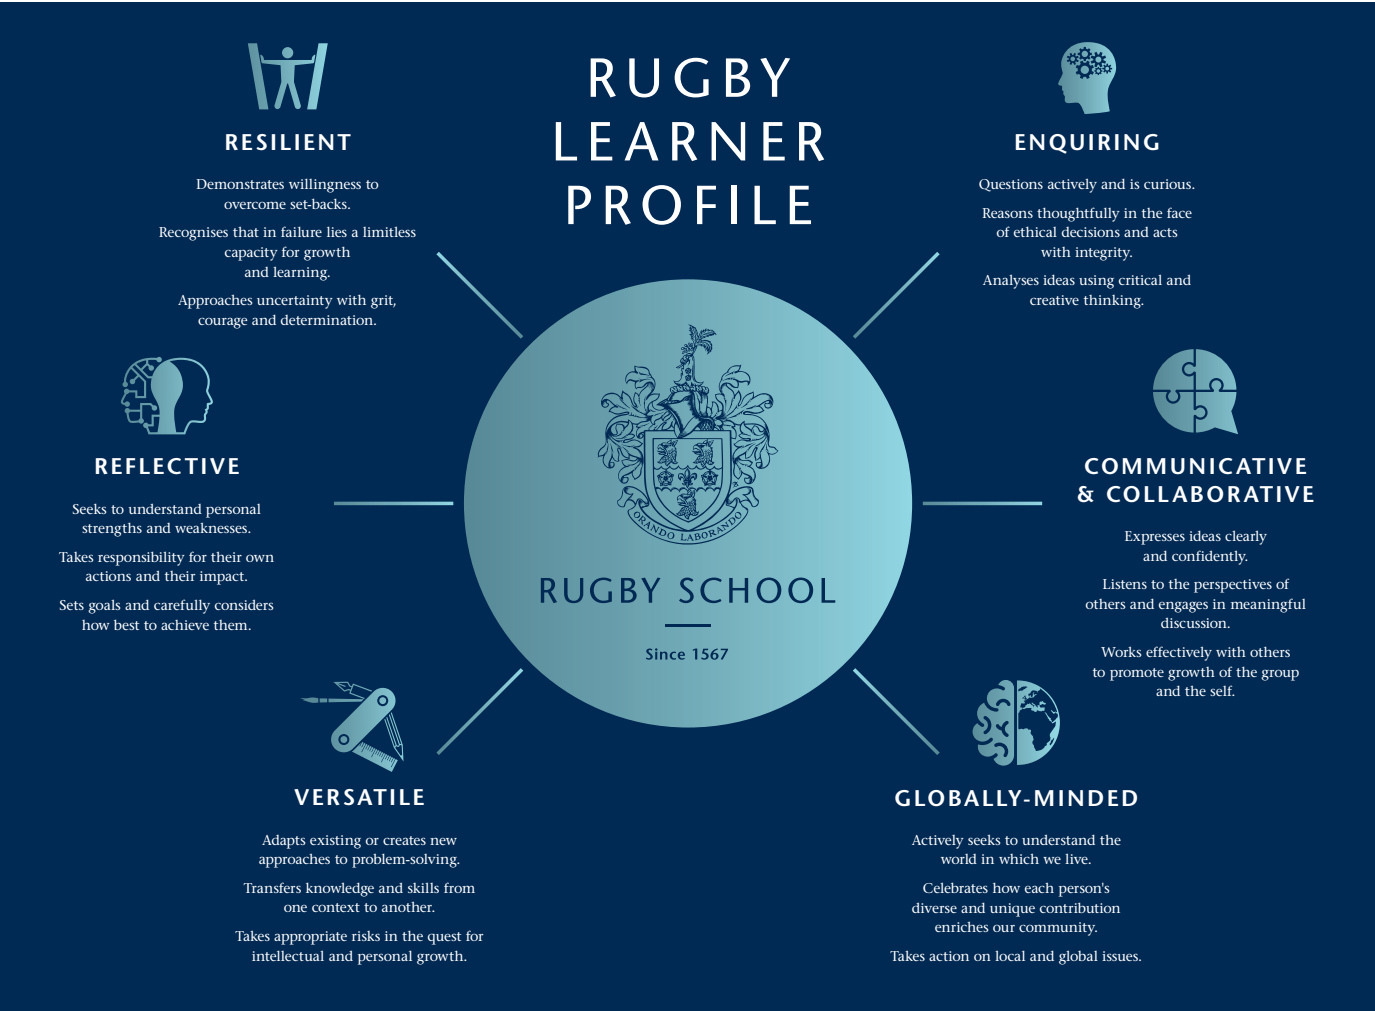 RUGBY
LEARNER
PROFILE
RESILIENT
Demonstrates willingness to
overcome set-backs.
Recognises that in failure lies a limitless
capacity for growth
and learning.
Approaches uncertainty with grit,
courage and determination.
ENQUIRING
Questions actively and is curious.
Reasons thoughtfully in the face
of ethical decisions and acts
with integrity.
Analyses ideas using critical and
creative thinking.
REFLECTIVE
Seeks to understand personal
strengths and weaknesses.
Takes responsibility for their own
actions and their impact.
Sets goals and carefully considers
how best to achieve them.
ORANDO LABORANDO
RUGBY SCHOOL
Since 1567
COMMUNICATIVE
& COLLABORATIVE
Expresses ideas clearly
and confidently.
Listens to the perspectives of
others and engages in meaningful
discussion.
Works effectively with others
to promote growth of the group
and the self.
VERSATILE
Adapts existing or creates new
approaches to problem-solving.
Transfers knowledge and skills from
one context to another.
Takes appropriate risks in the quest for
intellectual and personal growth.
GLOBALLY-MINDED
Actively seeks to understand the
world in which we live.
Celebrates how each person's
diverse and unique contribution
enriches our community.
Takes action on local and global issues.